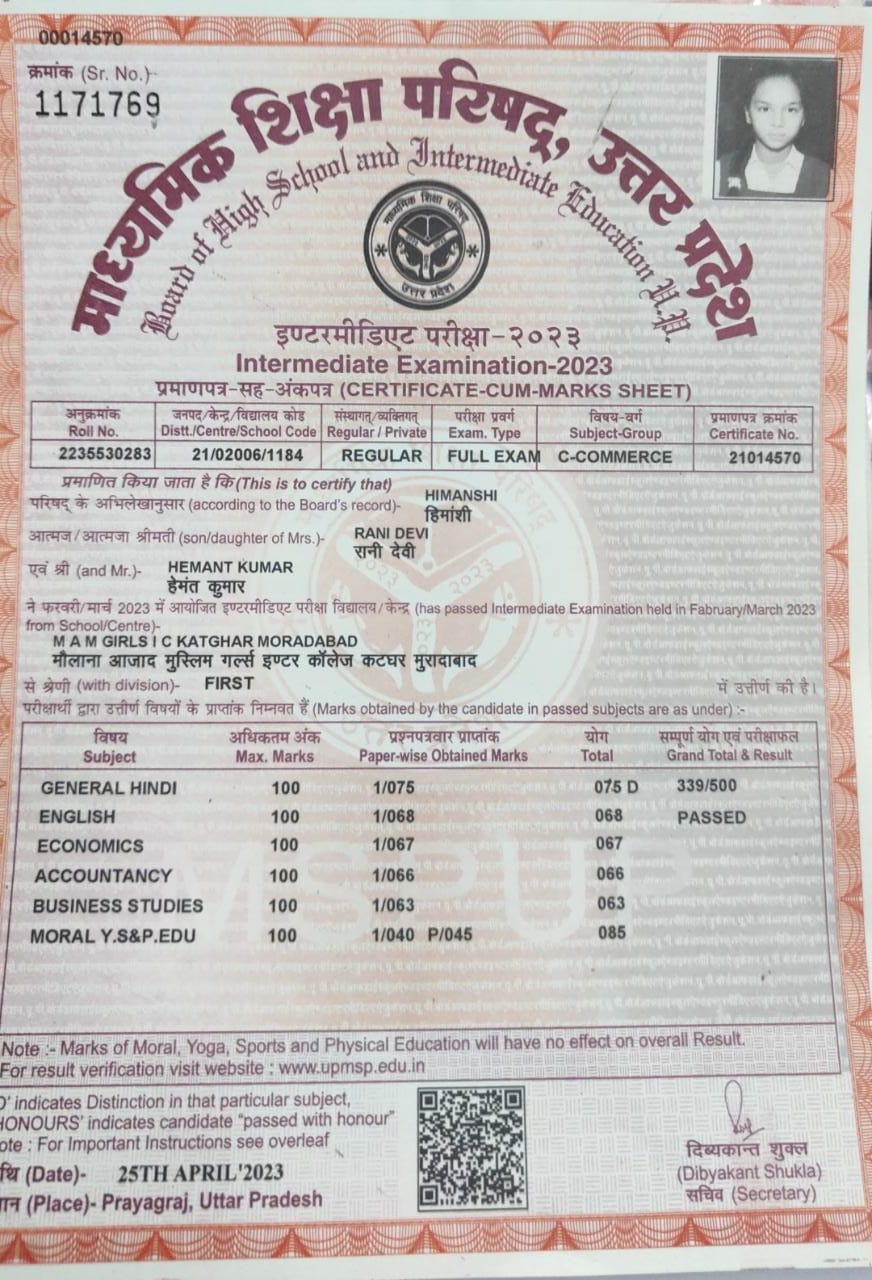 00014570
क्रमांक (Sr. No.)-
1171769
माध्यमिक शिक्षा परिषद्, उत्तर प्रदेश
Board of High School and Intermediate Education U.P.
माध्यमिक शिक्षा परिषद्
उत्तर प्रदेश
इण्टरमीडिएट परीक्षा-२०२३
Intermediate Examination-2023
प्रमाणपत्र-सह-अंकपत्र (CERTIFICATE-CUM-MARKS SHEET)
अनुक्रमांक जनपद/केन्द्र/विद्यालय कोड संस्थागत्/व्यक्तिगत् परीक्षा प्रवर्ग विषय-वर्ग प्रमाणपत्र क्रमांक
Roll No. Distt./Centre/School Code Regular / Private Exam. Type Subject-Group Certificate No.
2235530283 21/02006/1184 REGULAR FULL EXAM C-COMMERCE 21014570
प्रमाणित किया जाता है कि(This is to certify that)
परिषद् के अभिलेखानुसार (according to the Board's record)- HIMANSHI
हिमांशी
आत्मज/आत्मजा श्रीमती (son/daughter of Mrs.)- RANI DEVI
रानी देवी
एवं श्री (and Mr.)- HEMANT KUMAR
हेमंत कुमार
ने फरवरी/मार्च 2023 में आयोजित इण्टरमीडिएट परीक्षा विद्यालय/केन्द्र (has passed Intermediate Examination held in Fabruary/March 2023
from School/Centre)-
M A M GIRLS I C KATGHAR MORADABAD
मौलाना आजाद मुस्लिम गर्ल्स इण्टर कॉलेज कटघर मुरादाबाद
से श्रेणी (with division)- FIRST में उत्तीर्ण की है।
परीक्षार्थी द्वारा उत्तीर्ण विषयों के प्राप्तांक निम्नवत हैं (Marks obtained by the candidate in passed subjects are as under) :-
विषय अधिकतम अंक प्रश्नपत्रवार प्राप्तांक योग सम्पूर्ण योग एवं परीक्षाफल
Subject Max. Marks Paper-wise Obtained Marks Total Grand Total & Result
GENERAL HINDI 100 1/075 075 D 339/500
ENGLISH 100 1/068 068 PASSED
ECONOMICS 100 1/067 067
ACCOUNTANCY 100 1/066 066
BUSINESS STUDIES 100 1/063 063
MORAL Y.S&P.EDU 100 1/040 P/045 085
MSPUP
Note :- Marks of Moral, Yoga, Sports and Physical Education will have no effect on overall Result.
For result verification visit website : www.upmsp.edu.in
D' indicates Distinction in that particular subject,
HONOURS' indicates candidate "passed with honour"
ote : For Important Instructions see overleaf
थि (Date)- 25TH APRIL'2023
ान (Place)- Prayagraj, Uttar Pradesh
दिब्यकान्त शुक्ल
(Dibyakant Shukla)
सचिव (Secretary)